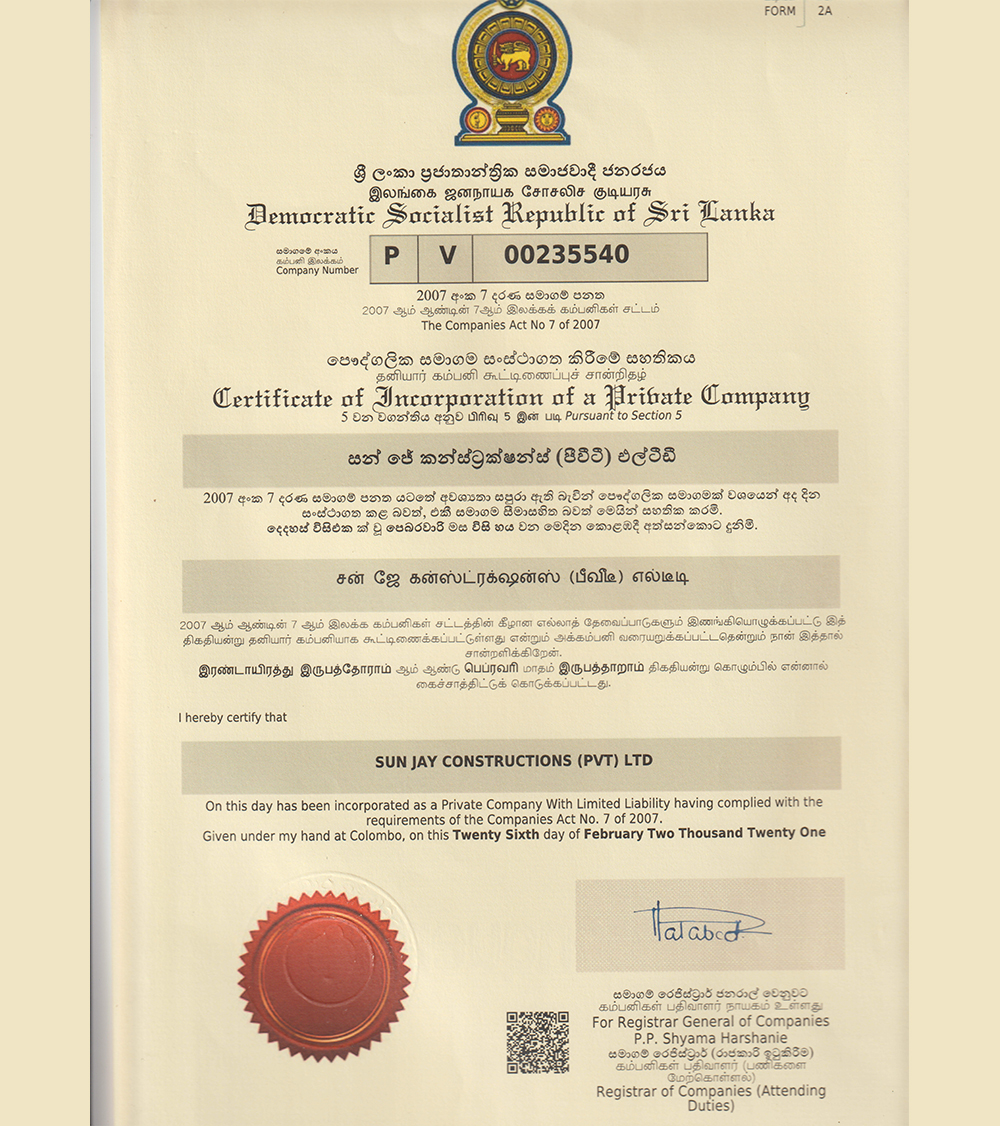 FORM 2A
ශ්‍රී ලංකා ප්‍රජාතාන්ත්‍රික සමාජවාදී ජනරජය
இலங்கை ஜனநாயக சோசலிச குடியரசு
Democratic Socialist Republic of Sri Lanka
සමාගමේ අංකය
கம்பனி இலக்கம்
Company Number
P V 00235540
2007 අංක 7 දරණ සමාගම් පනත
2007 ஆம் ஆண்டின் 7ஆம் இலக்கக் கம்பனிகள் சட்டம்
The Companies Act No 7 of 2007
පෞද්ගලික සමාගම සංස්ථාගත කිරීමේ සහතිකය
தனியார் கம்பனி கூட்டிணைப்புச் சான்றிதழ்
Certificate of Incorporation of a Private Company
5 වන වගන්තිය අනුව பிரிவு 5 இன் படி Pursuant to Section 5
සන් ජේ කන්ස්ට්‍රක්ෂන්ස් (පීවීටී) එල්ටීඩී
2007 අංක 7 දරණ සමාගම් පනත යටතේ අවශ්‍යතා සපුරා ඇති බැවින් පෞද්ගලික සමාගමක් වශයෙන් අද දින
සංස්ථාගත කළ බවත්, එකී සමාගම සීමාසහිත බවත් මෙයින් සහතික කරමි.
දෙදහස් විසිඑක ක් වූ පෙබරවාරි මස විසි හය වන මෙදින කොළඹදී අත්සන්කොට දුනිමි.
சன் ஜே கன்ஸ்ட்ரக்ஷன்ஸ் (பீவீடீ) எல்டீடி
2007 ஆம் ஆண்டின் 7 ஆம் இலக்க கம்பனிகள் சட்டத்தின் கீழான எல்லாத் தேவைப்பாடுகளும் இணங்கியொழுக்கப்பட்டு இத்
திகதியன்று தனியார் கம்பனியாக கூட்டிணைக்கப்பட்டுள்ளது என்றும் அக்கம்பனி வரையறுக்கப்பட்டதென்றும் நான் இத்தால்
சான்றளிக்கிறேன்.
இரண்டாயிரத்து இருபத்தோராம் ஆம் ஆண்டு பெப்ரவரி மாதம் இருபத்தாறாம் திகதியன்று கொழும்பில் என்னால்
கைச்சாத்திட்டுக் கொடுக்கப்பட்டது.
I hereby certify that
SUN JAY CONSTRUCTIONS (PVT) LTD
On this day has been incorporated as a Private Company With Limited Liability having complied with the
requirements of the Companies Act No. 7 of 2007.
Given under my hand at Colombo, on this Twenty Sixth day of February Two Thousand Twenty One
සමාගම් රෙජිස්ට්‍රාර් ජනරාල් වෙනුවට
கம்பனிகள் பதிவாளர் நாயகம் உள்ளது
For Registrar General of Companies
P.P. Shyama Harshanie
සමාගම් රෙජිස්ට්‍රාර් (රාජකාරි ඉටුකිරීම)
கம்பனிகள் பதிவாளர் (பணிகளை
மேற்கொள்ளல்)
Registrar of Companies (Attending
Duties)